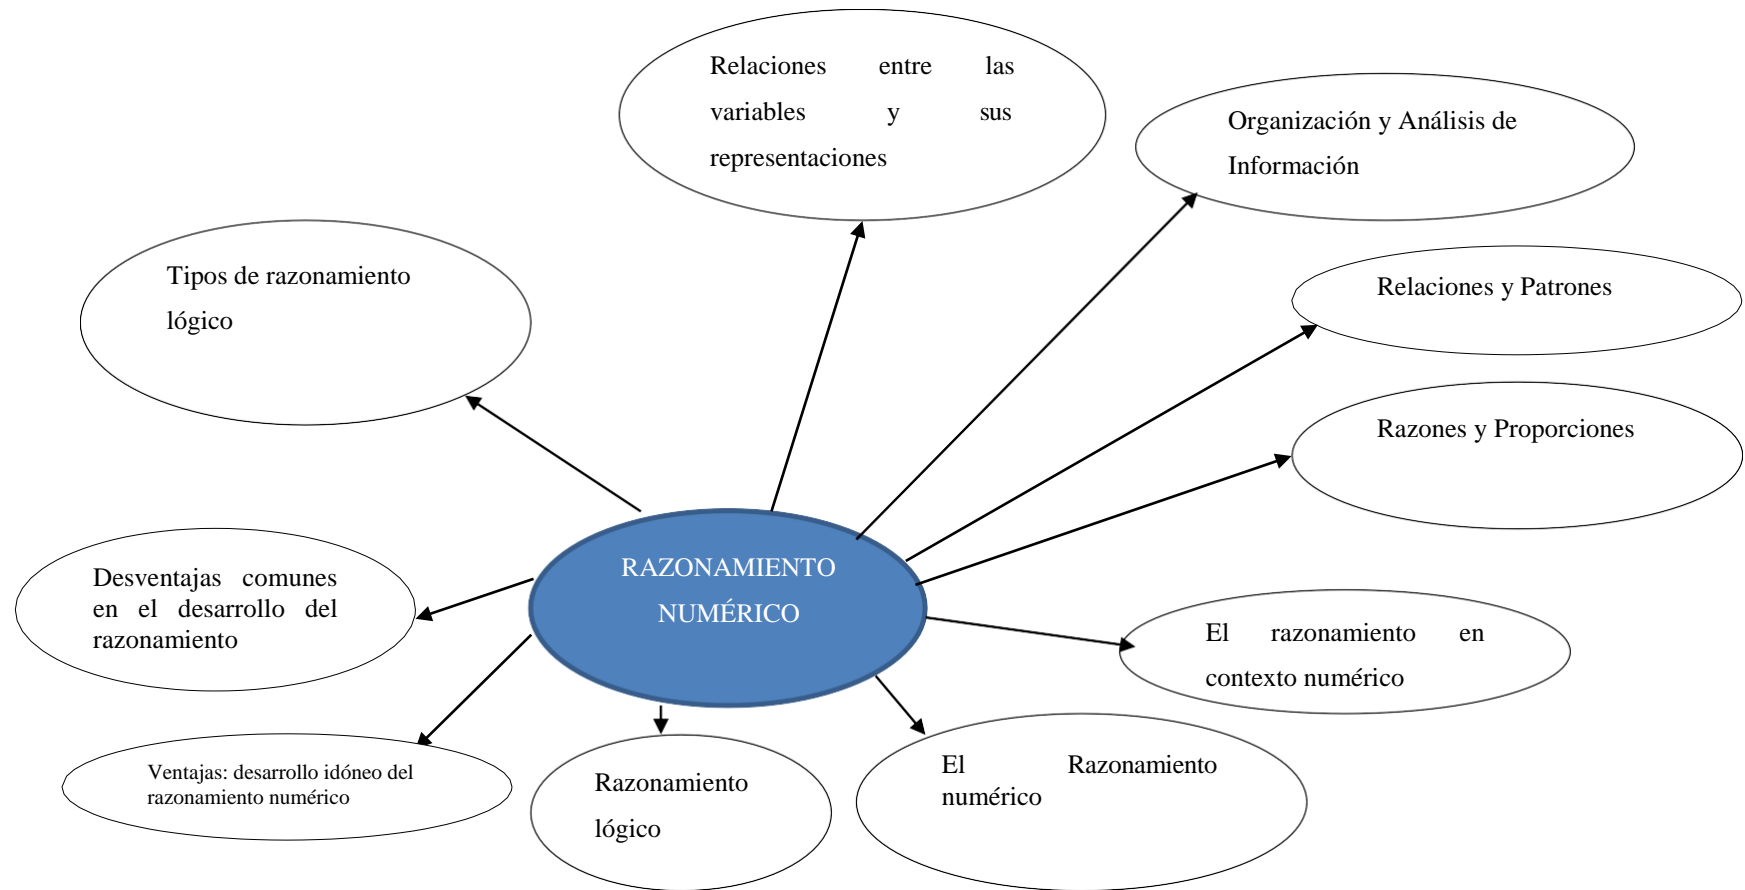 Relaciones entre las
variables y sus
representaciones
Organización y Análisis de
Información
Tipos de razonamiento
lógico
Relaciones y Patrones
Razones y Proporciones
RAZONAMIENTO
NUMÉRICO
Desventajas comunes
en el desarrollo del
razonamiento
El razonamiento en
contexto numérico
Ventajas: desarrollo idóneo del
razonamiento numérico
Razonamiento
lógico
El Razonamiento
numérico